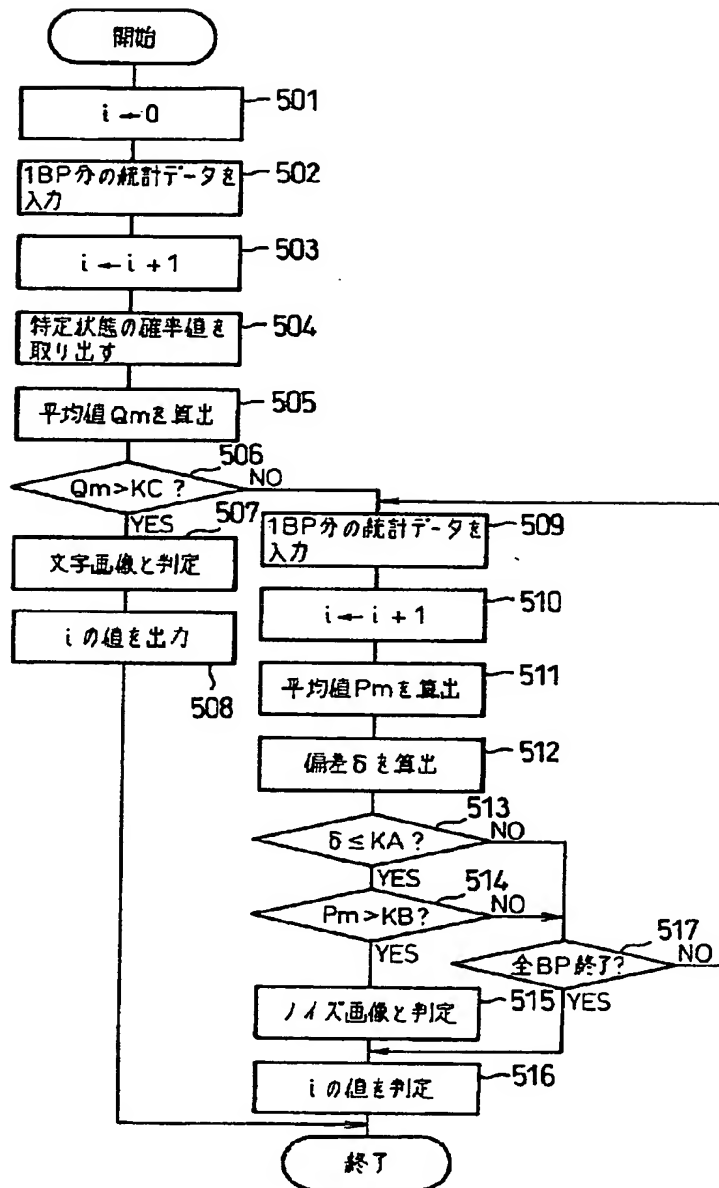 開始
i←0
501
1BP分の統計データを
入力
502
i←i+1
503
特定状態の確率値を
取り出す
504
平均値Qmを算出
505
Qm>KC?
506
NO
YES
507
文字画像と判定
iの値を出力
508
1BP分の統計データを
入力
509
i←i+1
510
平均値Pmを算出
511
偏差δを算出
512
δ≤KA?
513
NO
YES
514
Pm>KB?
NO
YES
517
全BP終了?
NO
YES
ノイズ画像と判定
515
iの値を判定
516
終了